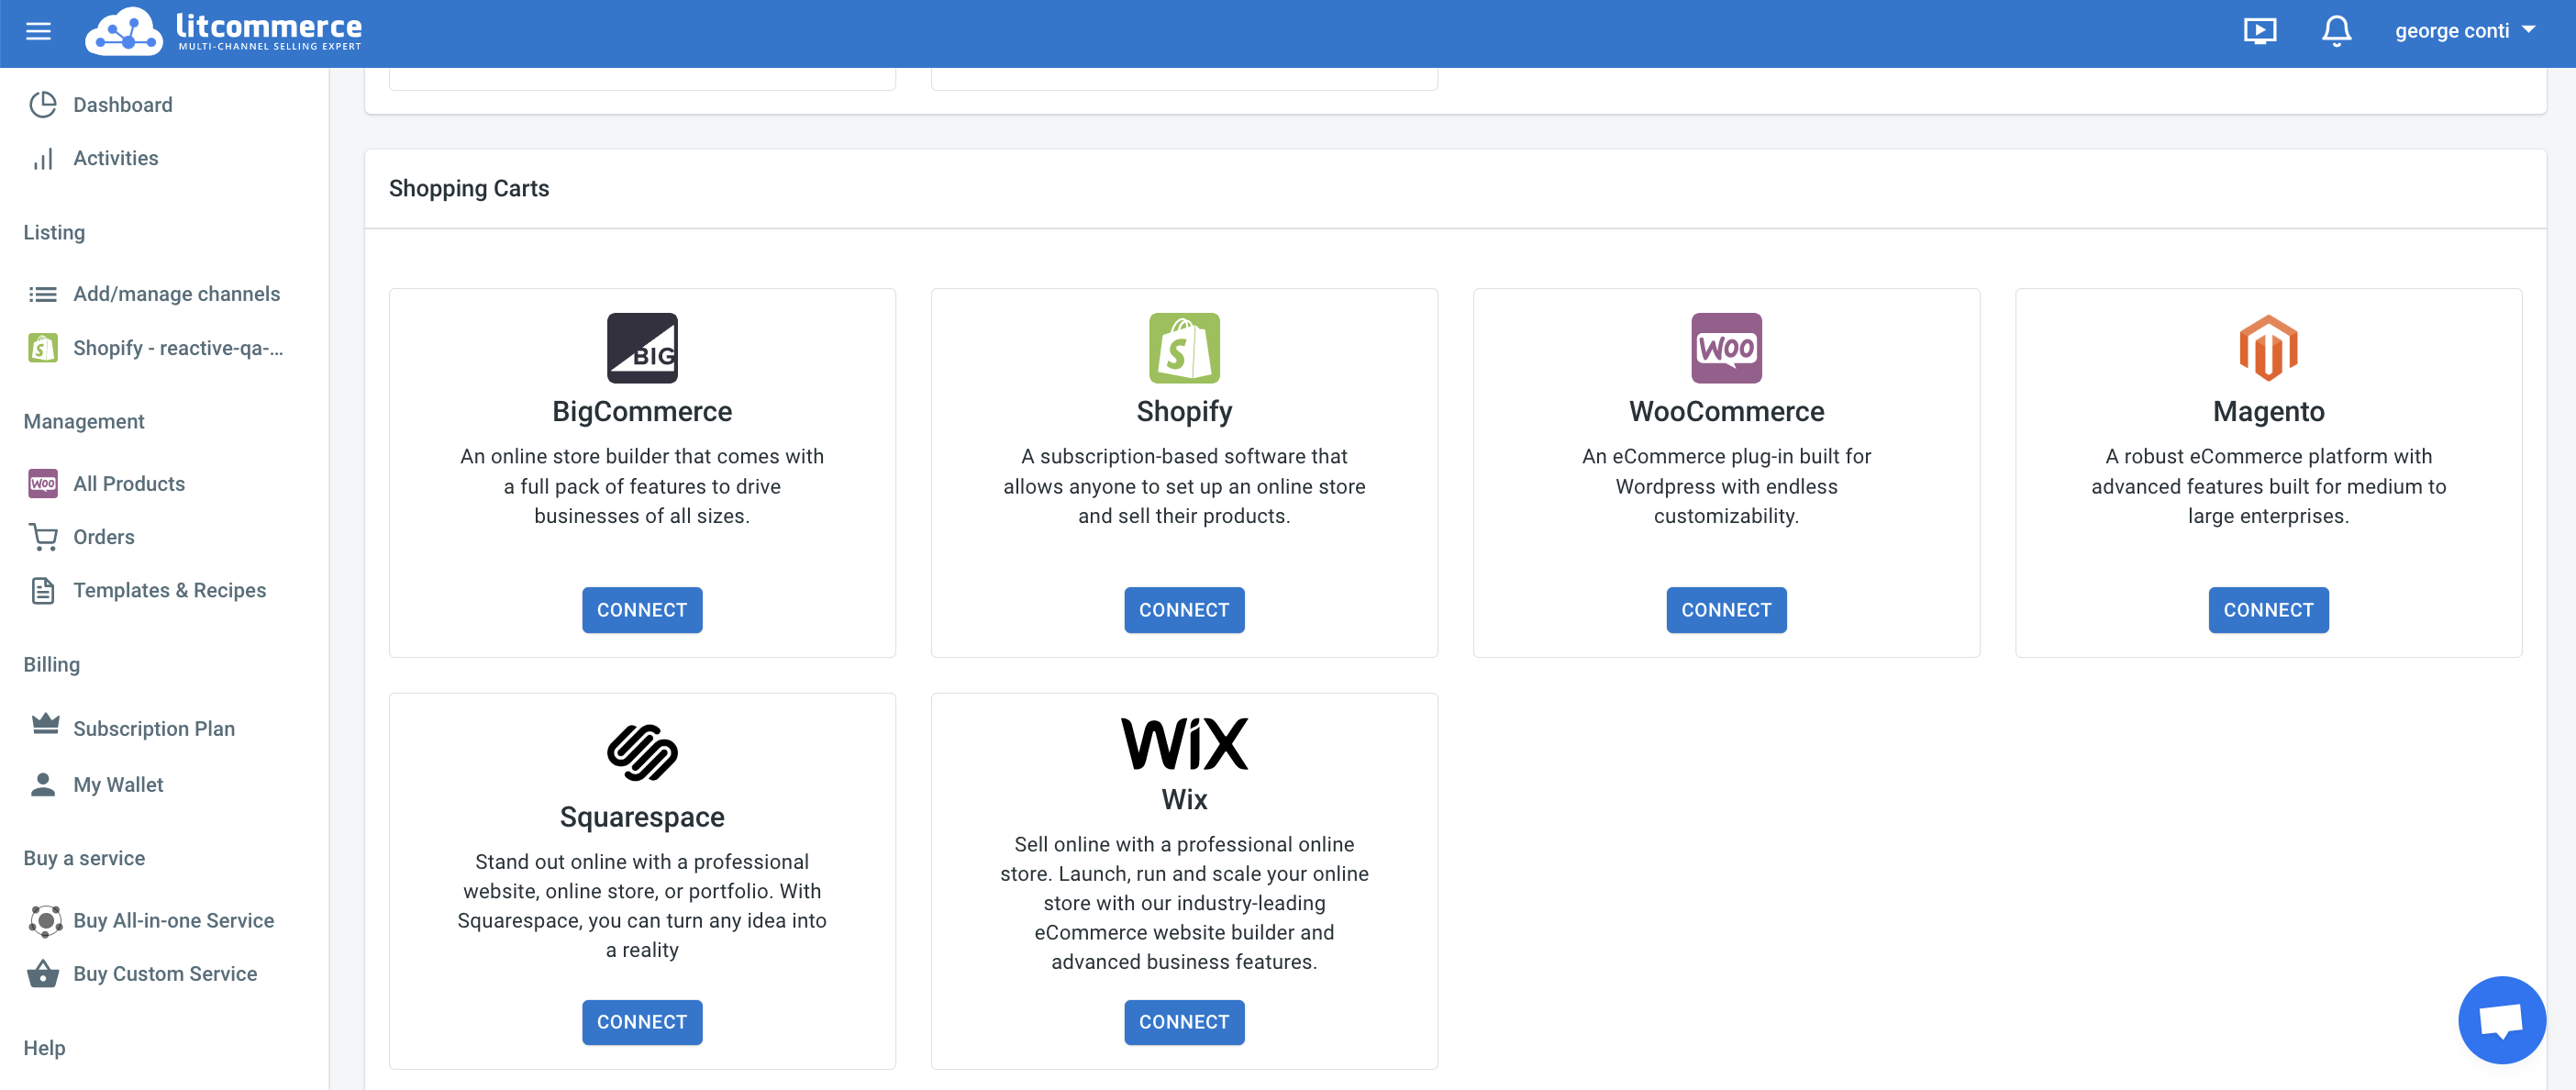 litcommerce
MULTI-CHANNEL SELLING EXPERT
george conti
Dashboard
Activities
Listing
Add/manage channels
Shopify - reactive-qa-...
Management
WOO
All Products
Orders
Templates & Recipes
Billing
Subscription Plan
My Wallet
Buy a service
Buy All-in-one Service
Buy Custom Service
Help
Shopping Carts
BIG
BigCommerce
An online store builder that comes with
a full pack of features to drive
businesses of all sizes.
CONNECT
Shopify
A subscription-based software that
allows anyone to set up an online store
and sell their products.
CONNECT
WOO
WooCommerce
An eCommerce plug-in built for
Wordpress with endless
customizability.
CONNECT
Magento
A robust eCommerce platform with
advanced features built for medium to
large enterprises.
CONNECT
Squarespace
Stand out online with a professional
website, online store, or portfolio. With
Squarespace, you can turn any idea into
a reality
CONNECT
WiX
Wix
Sell online with a professional online
store. Launch, run and scale your online
store with our industry-leading
eCommerce website builder and
advanced business features.
CONNECT